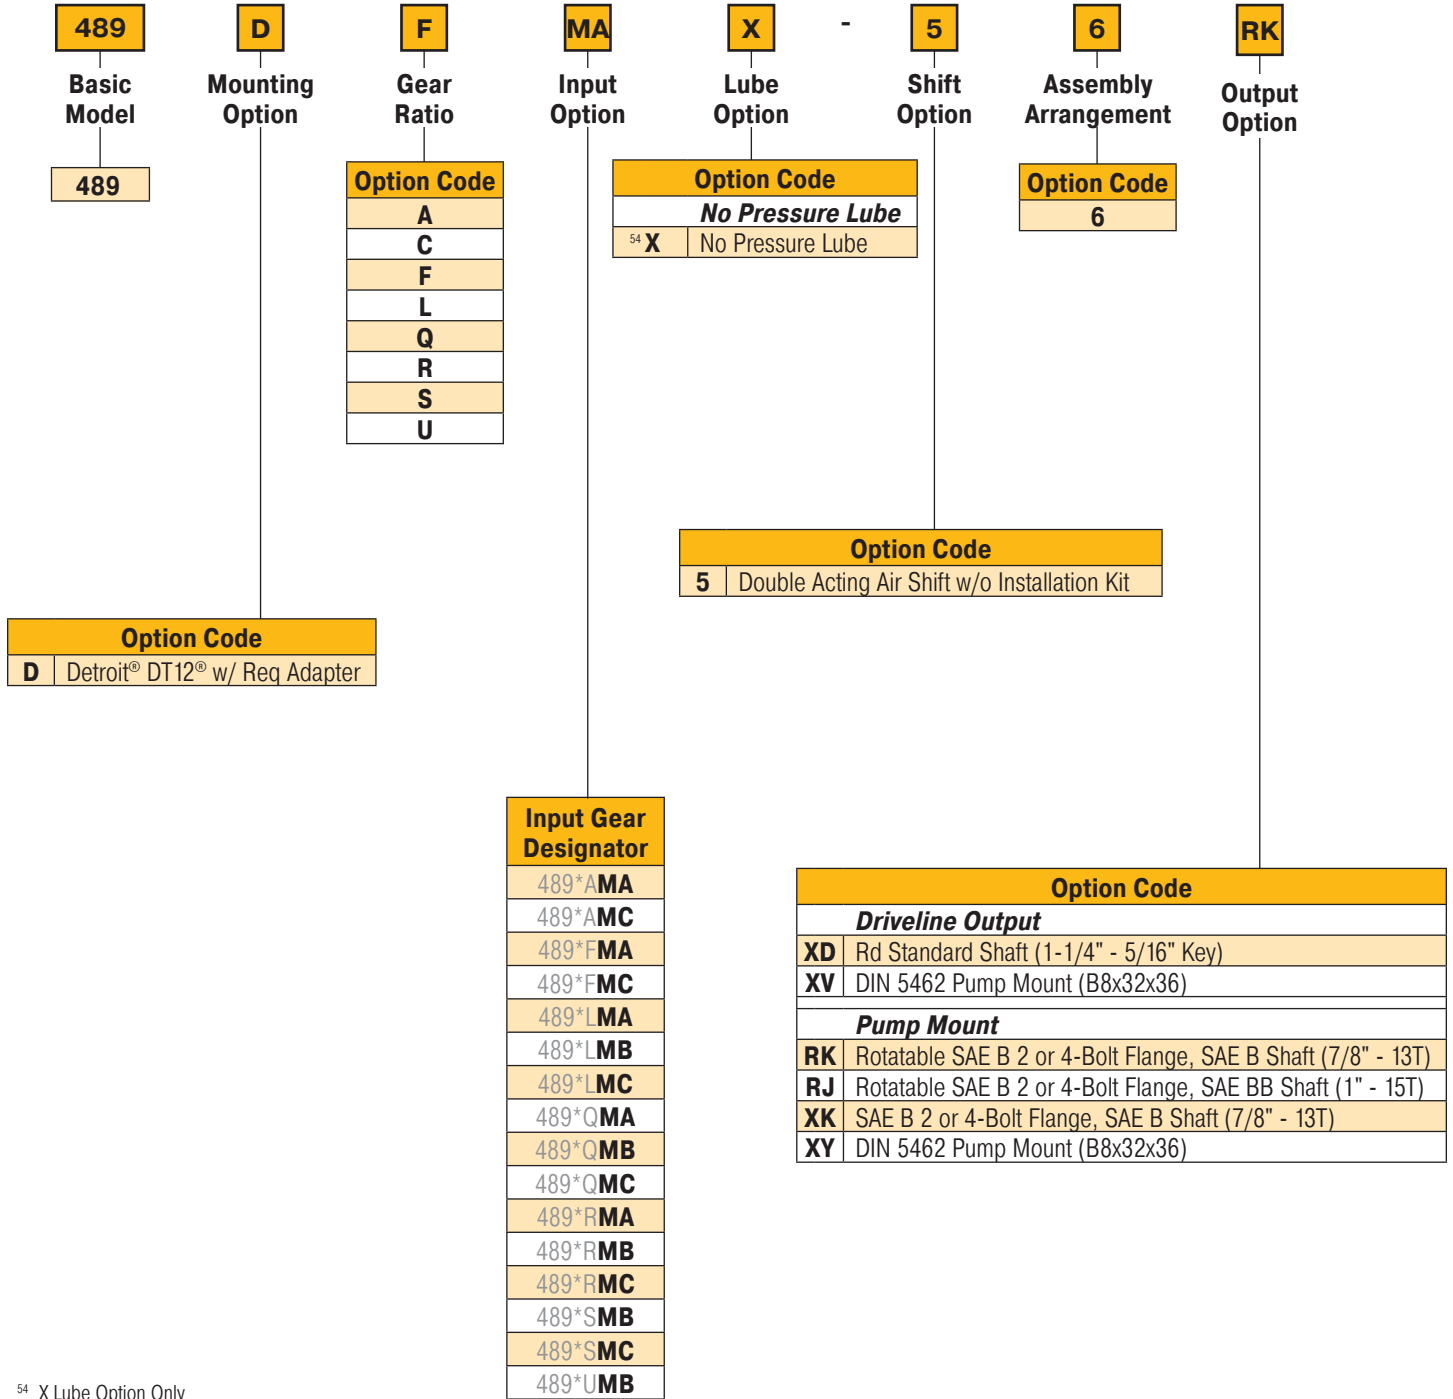 489 D F MA X - 5 6 RK
Basic Model
Mounting Option
Gear Ratio
Input Option
Lube Option
Shift Option
Assembly Arrangement
Output Option
489
Option Code
A
C
F
L
Q
R
S
U
Option Code
No Pressure Lube
54 X No Pressure Lube
Option Code
6
Option Code
5 Double Acting Air Shift w/o Installation Kit
Option Code
D Detroit® DT12® w/ Req Adapter
Input Gear
Designator
489*AMA
489*AMC
489*FMA
489*FMC
489*LMA
489*LMB
489*LMC
489*QMA
489*QMB
489*QMC
489*RMA
489*RMB
489*RMC
489*SMB
489*SMC
489*UMB
Option Code
Driveline Output
XD Rd Standard Shaft (1-1/4" - 5/16" Key)
XV DIN 5462 Pump Mount (B8x32x36)
Pump Mount
RK Rotatable SAE B 2 or 4-Bolt Flange, SAE B Shaft (7/8" - 13T)
RJ Rotatable SAE B 2 or 4-Bolt Flange, SAE BB Shaft (1" - 15T)
XK SAE B 2 or 4-Bolt Flange, SAE B Shaft (7/8" - 13T)
XY DIN 5462 Pump Mount (B8x32x36)
54 X Lube Option Only